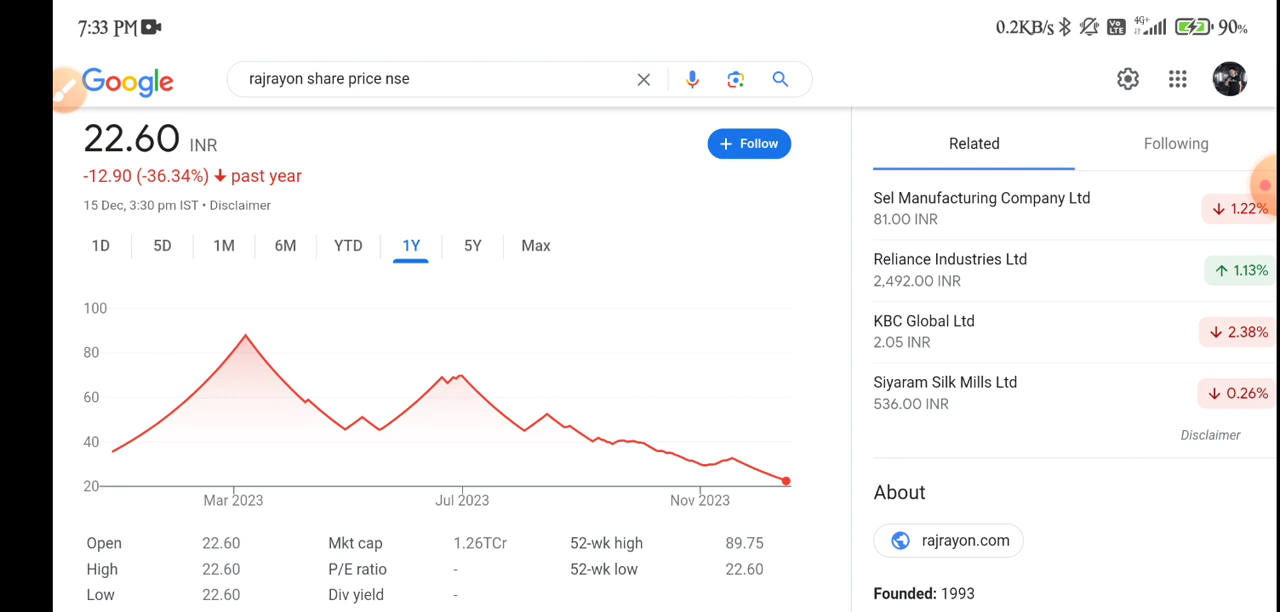 7:33 PM
0.2KB/s 4G+ Vo LTE 90%
Google
rajrayon share price nse
22.60 INR
+ Follow
-12.90 (-36.34%) ↓ past year
15 Dec, 3:30 pm IST • Disclaimer
1D 5D 1M 6M YTD 1Y 5Y Max
100
80
60
40
20
Mar 2023 Jul 2023 Nov 2023
Open 22.60 Mkt cap 1.26TCr 52-wk high 89.75
High 22.60 P/E ratio - 52-wk low 22.60
Low 22.60 Div yield -
Related Following
Sel Manufacturing Company Ltd
81.00 INR
↓ 1.22%
Reliance Industries Ltd
2,492.00 INR
↑ 1.13%
KBC Global Ltd
2.05 INR
↓ 2.38%
Siyaram Silk Mills Ltd
536.00 INR
↓ 0.26%
Disclaimer
About
rajrayon.com
Founded: 1993